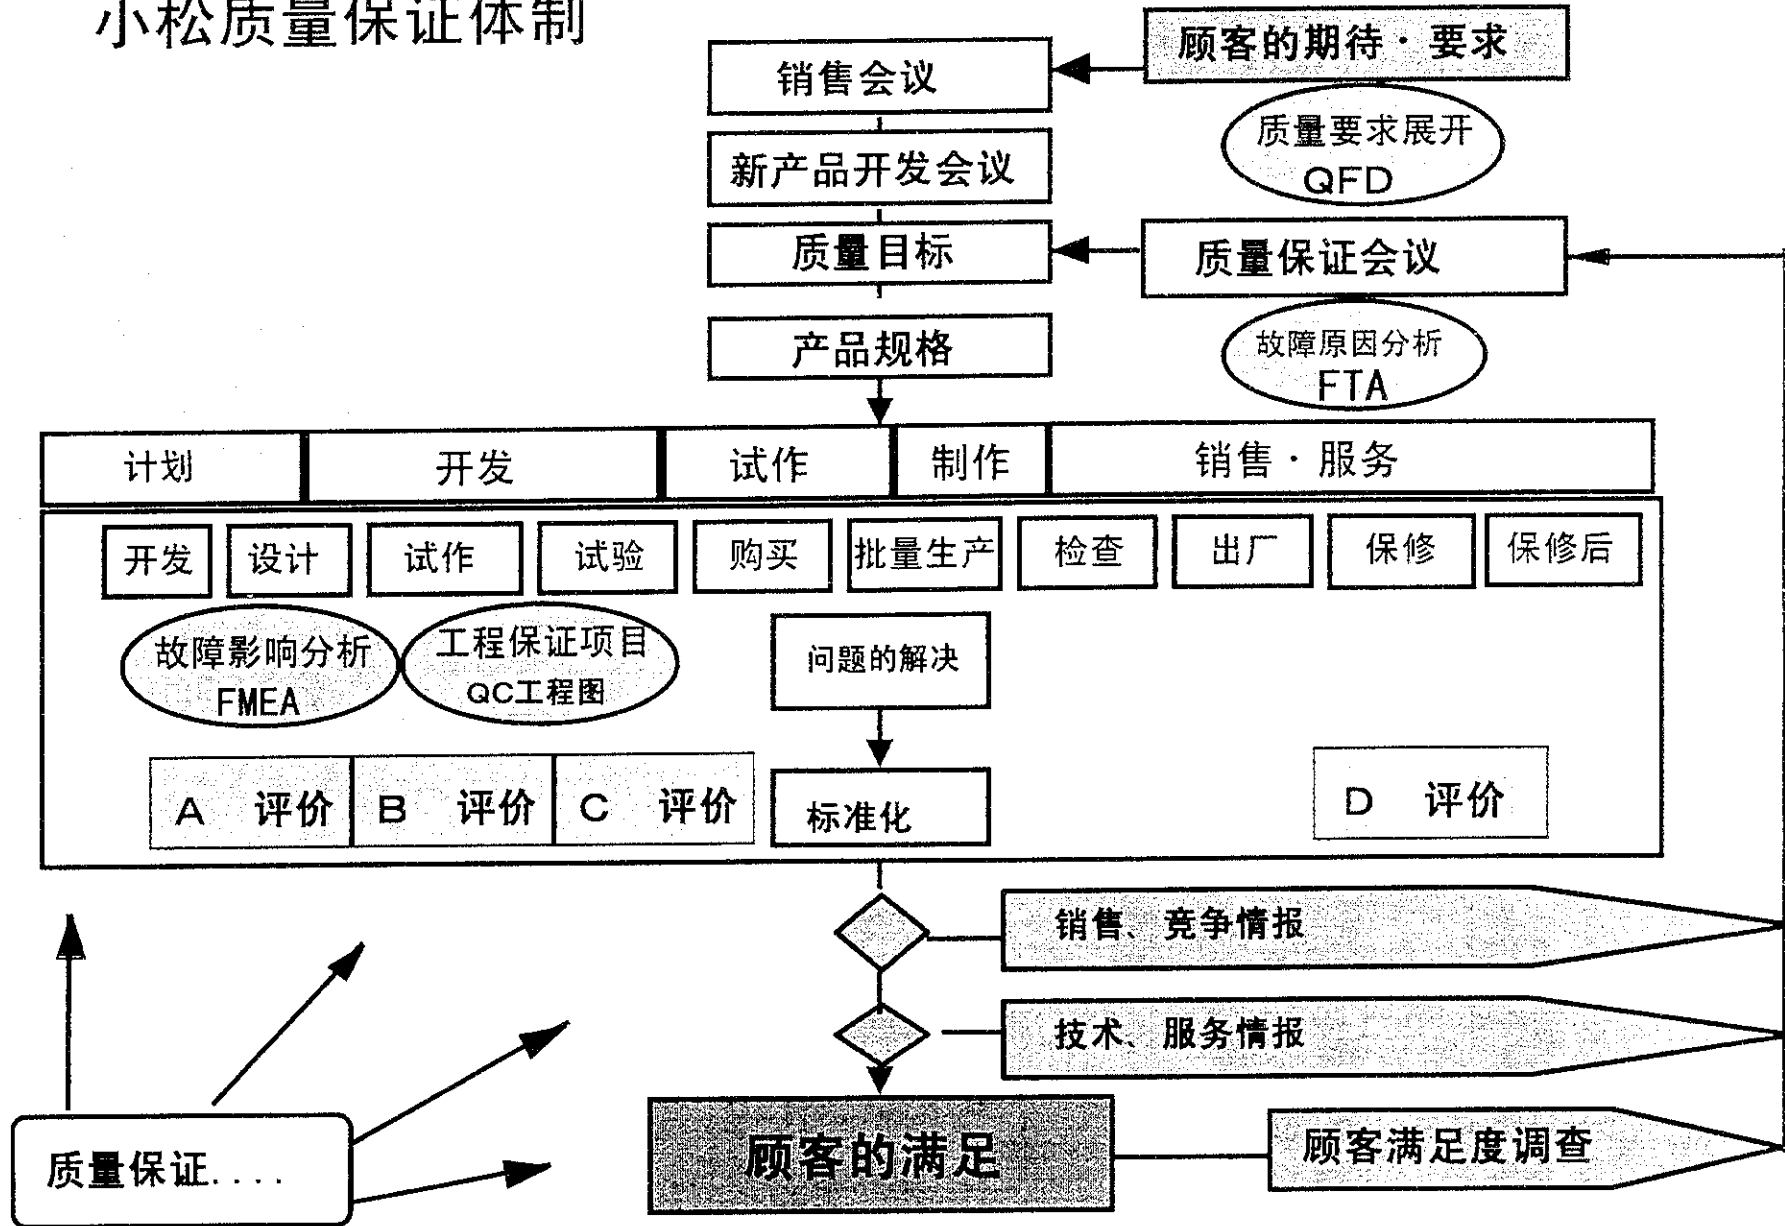 小松质量保证体制
顾客的期待·要求
销售会议
质量要求展开
QFD
新产品开发会议
质量目标
质量保证会议
产品规格
故障原因分析
FTA
计划
开发
试作
制作
销售·服务
开发
设计
试作
试验
购买
批量生产
检查
出厂
保修
保修后
故障影响分析
FMEA
工程保证项目
QC工程图
问题的解决
A 评价
B 评价
C 评价
标准化
D 评价
销售、竞争情报
技术、服务情报
质量保证....
顾客的满足
顾客满足度调查